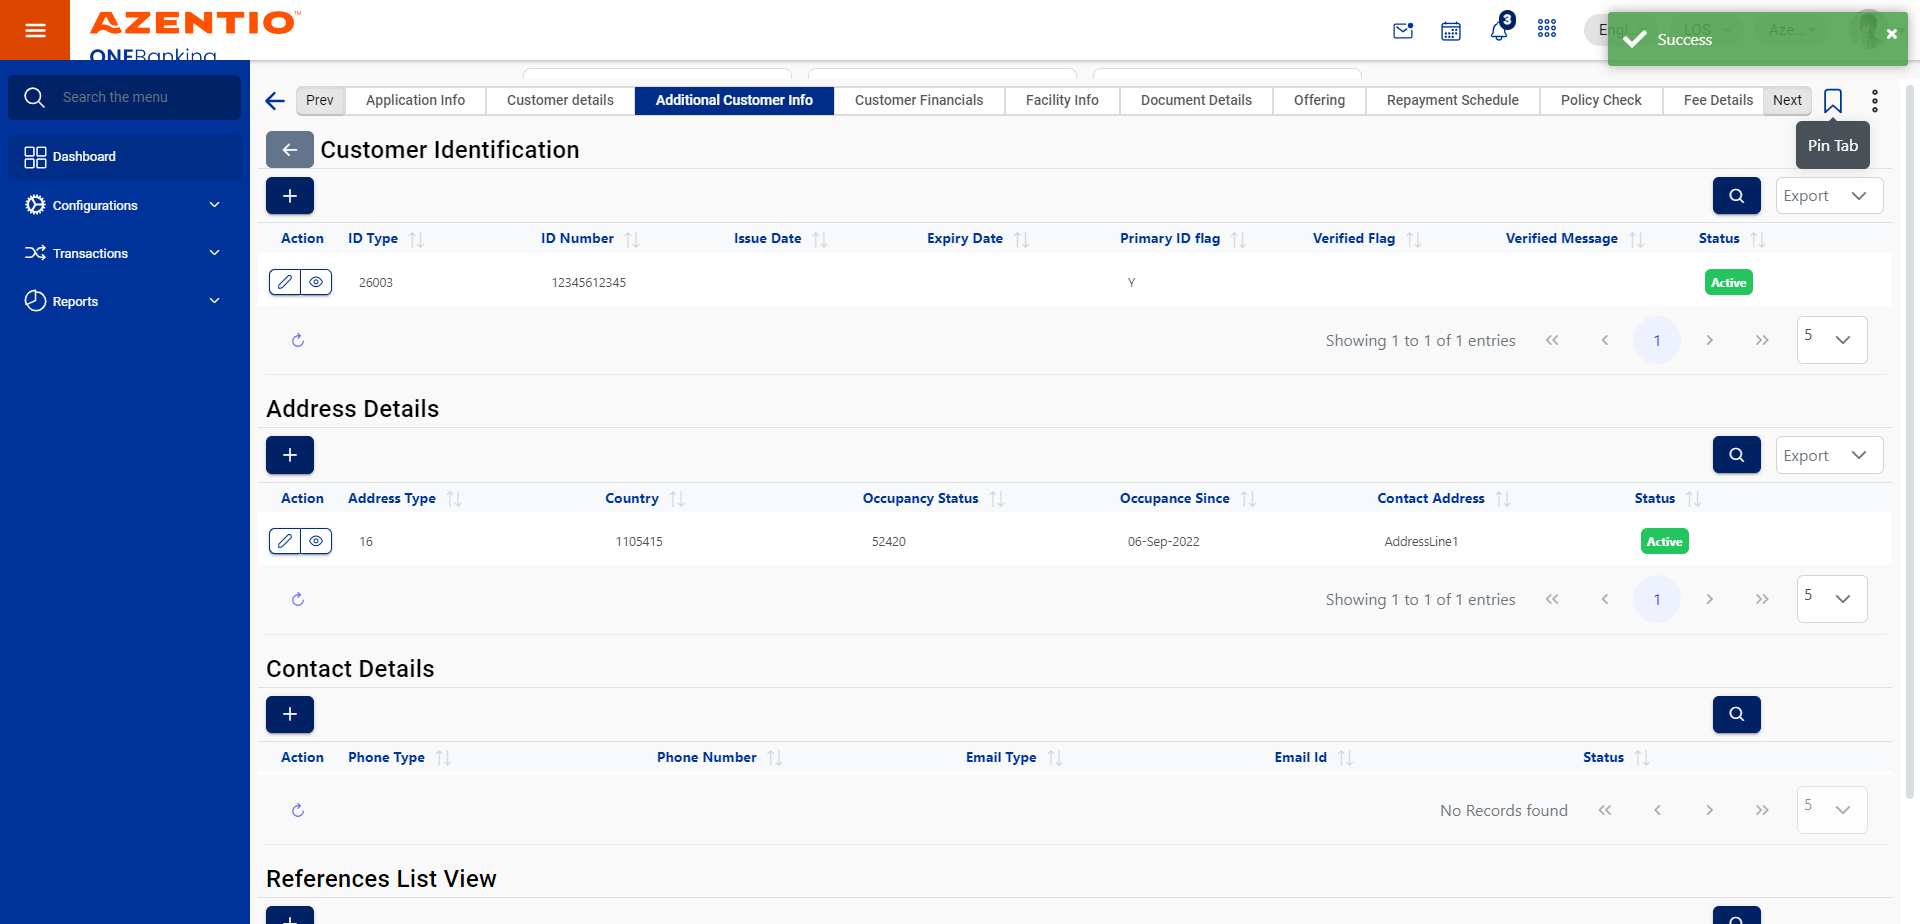 AZENTIO™
ONEBanking
3
Success
Search the menu
Dashboard
Configurations
Transactions
Reports
Prev
Application Info
Customer details
Additional Customer Info
Customer Financials
Facility Info
Document Details
Offering
Repayment Schedule
Policy Check
Fee Details
Next
Pin Tab
Customer Identification
Export
Action ID Type ID Number Issue Date Expiry Date Primary ID flag Verified Flag Verified Message Status
26003 12345612345 Y Active
Showing 1 to 1 of 1 entries 1 5
Address Details
Export
Action Address Type Country Occupancy Status Occupance Since Contact Address Status
16 1105415 52420 06-Sep-2022 AddressLine1 Active
Showing 1 to 1 of 1 entries 1 5
Contact Details
Action Phone Type Phone Number Email Type Email Id Status
No Records found 5
References List View